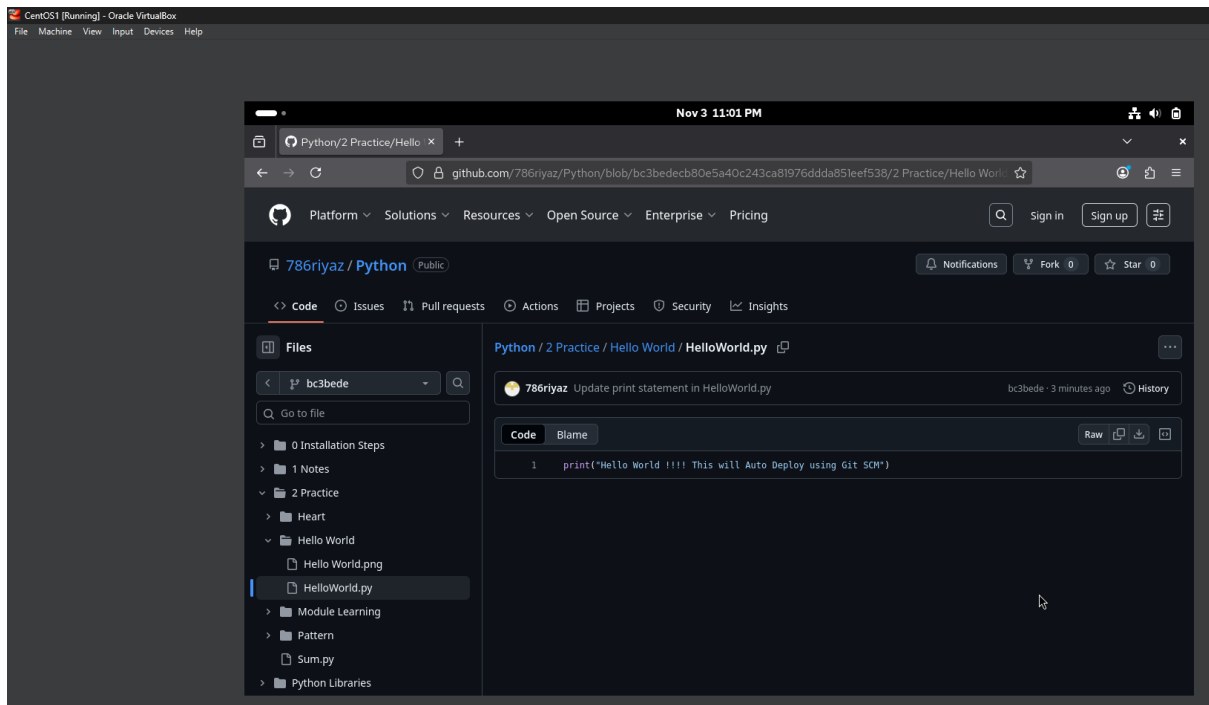 CentOS1 [Running] - Oracle VirtualBox
File Machine View Input Devices Help
Nov 3 11:01 PM
Python/2 Practice/Hello
github.com/786riyaz/Python/blob/bc3bedecb80e5a40c243ca81976ddda851eef538/2 Practice/Hello Worl
Platform Solutions Resources Open Source Enterprise Pricing Sign in Sign up
786riyaz / Python Public Notifications Fork 0 Star 0
Code Issues Pull requests Actions Projects Security Insights
Files
bc3bede
Go to file
0 Installation Steps
1 Notes
2 Practice
Heart
Hello World
Hello World.png
HelloWorld.py
Module Learning
Pattern
Sum.py
Python Libraries
Python / 2 Practice / Hello World / HelloWorld.py
786riyaz Update print statement in HelloWorld.py bc3bede · 3 minutes ago History
Code Blame Raw
1 print("Hello World !!!! This will Auto Deploy using Git SCM")